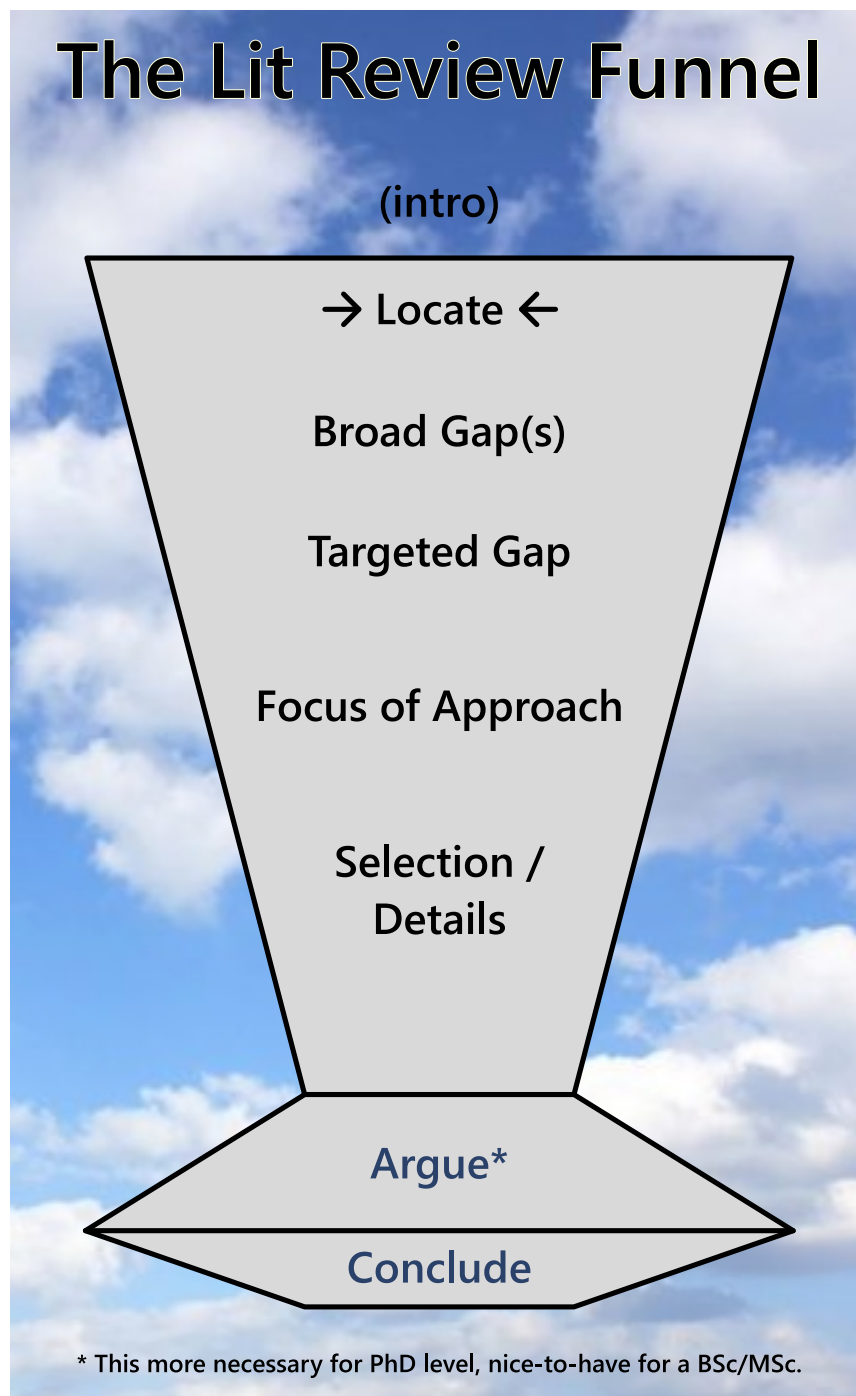 The Lit Review Funnel
(intro)
→ Locate ←
Broad Gap(s)
Targeted Gap
Focus of Approach
Selection /
Details
Argue*
Conclude
* This more necessary for PhD level, nice-to-have for a BSc/MSc.